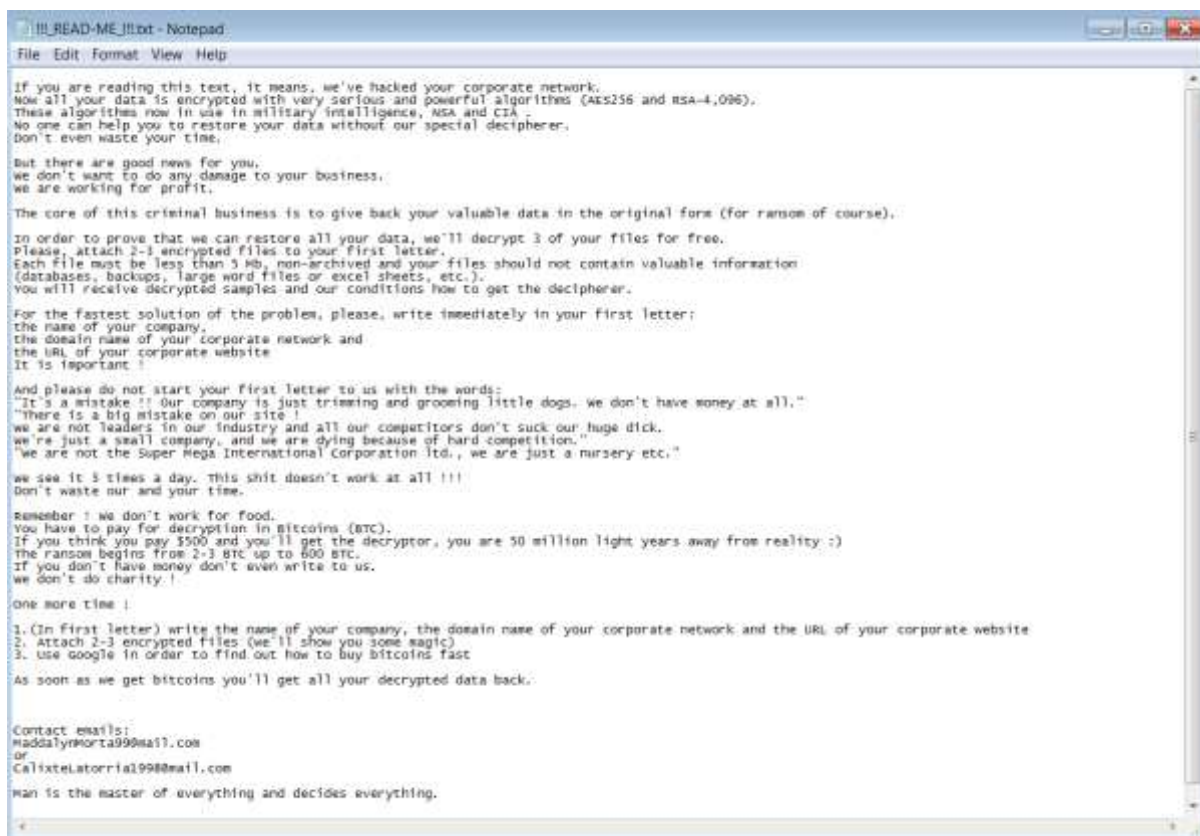 !!!_READ-ME_!!!.txt - Notepad
File Edit Format View Help
If you are reading this text, it means, we've hacked your corporate network.
Now all your data is encrypted with very serious and powerful algorithms (AES256 and RSA-4,096).
These algorithms now in use in military intelligence, NSA and CIA .
No one can help you to restore your data without our special decipherer.
Don't even waste your time.
But there are good news for you.
We don't want to do any damage to your business.
We are working for profit.
The core of this criminal business is to give back your valuable data in the original form (for ransom of course).
In order to prove that we can restore all your data, we'll decrypt 3 of your files for free.
Please, attach 2-3 encrypted files to your first letter.
Each file must be less than 5 Mb, non-archived and your files should not contain valuable information
(databases, backups, large word files or excel sheets, etc.).
You will receive decrypted samples and our conditions how to get the decipherer.
For the fastest solution of the problem, please, write immediately in your first letter:
the name of your company,
the domain name of your corporate network and
the URL of your corporate website
It is important !
And please do not start your first letter to us with the words:
"It's a mistake !! Our company is just trimming and grooming little dogs. We don't have money at all."
"There is a big mistake on our site !
We are not leaders in our industry and all our competitors don't suck our huge dick.
We're just a small company, and we are dying because of hard competition."
"We are not the Super Mega International Corporation ltd., we are just a nursery etc."
We see it 5 times a day. This shit doesn't work at all !!!
Don't waste our and your time.
Remember ! We don't work for food.
You have to pay for decryption in Bitcoins (BTC).
If you think you pay $500 and you'll get the decryptor, you are 50 million light years away from reality :)
The ransom begins from 2-3 BTC up to 600 BTC.
If you don't have money don't even write to us.
We don't do charity !
One more time :
1.(In first letter) write the name of your company, the domain name of your corporate network and the URL of your corporate website
2. Attach 2-3 encrypted files (we'll show you some magic)
3. Use Google in order to find out how to buy bitcoins fast
As soon as we get bitcoins you'll get all your decrypted data back.
Contact emails:
MaddalynMorta99@mail.com
or
CalixteLatorria198@mail.com
Man is the master of everything and decides everything.